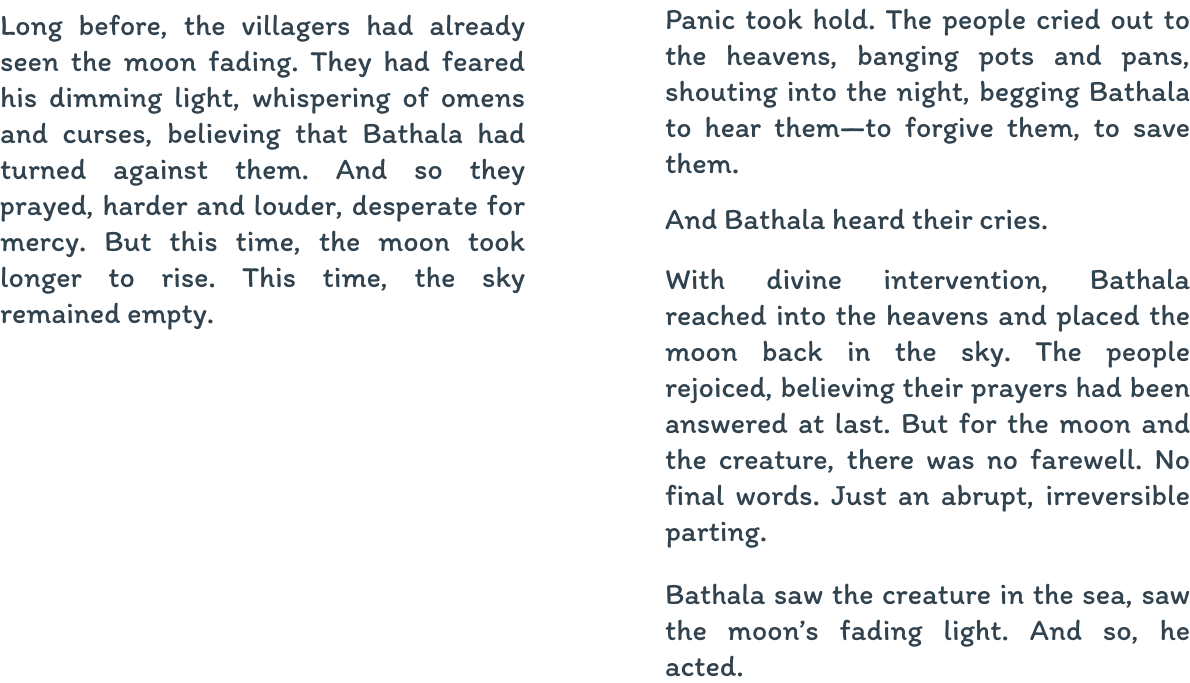 Long before, the villagers had already
seen the moon fading. They had feared
his dimming light, whispering of omens
and curses, believing that Bathala had
turned against them. And so they
prayed, harder and louder, desperate for
mercy. But this time, the moon took
longer to rise. This time, the sky
remained empty.
Panic took hold. The people cried out to
the heavens, banging pots and pans,
shouting into the night, begging Bathala
to hear them—to forgive them, to save
them.
And Bathala heard their cries.
With divine intervention, Bathala
reached into the heavens and placed the
moon back in the sky. The people
rejoiced, believing their prayers had been
answered at last. But for the moon and
the creature, there was no farewell. No
final words. Just an abrupt, irreversible
parting.
Bathala saw the creature in the sea, saw
the moon’s fading light. And so, he
acted.